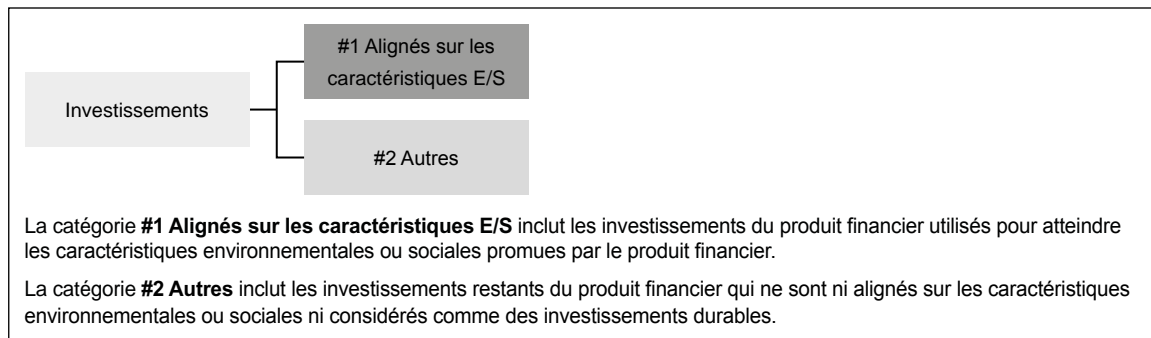 #1 Alignés sur les
caractéristiques E/S
Investissements
#2 Autres
La catégorie #1 Alignés sur les caractéristiques E/S inclut les investissements du produit financier utilisés pour atteindre
les caractéristiques environnementales ou sociales promues par le produit financier.
La catégorie #2 Autres inclut les investissements restants du produit financier qui ne sont ni alignés sur les caractéristiques
environnementales ou sociales ni considérés comme des investissements durables.